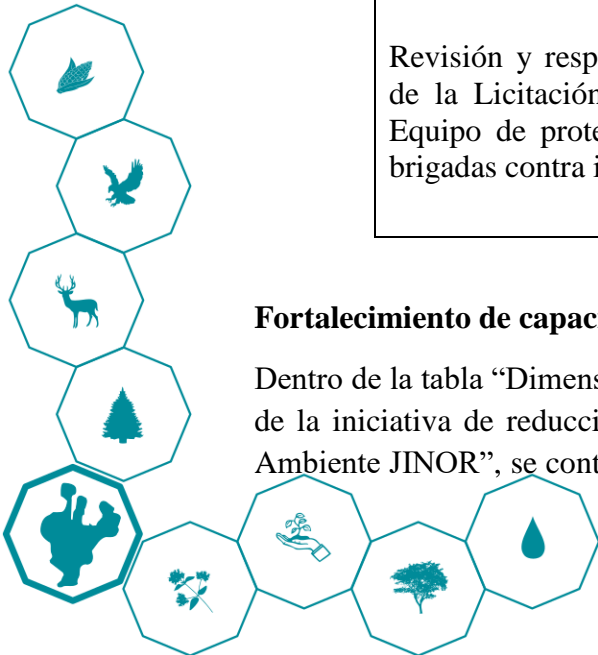 Revisión y resp
de la Licitación
Equipo de prote
brigadas contra i
Fortalecimiento de capaci
Dentro de la tabla “Dimens
de la iniciativa de reducci
Ambiente JINOR”, se cont